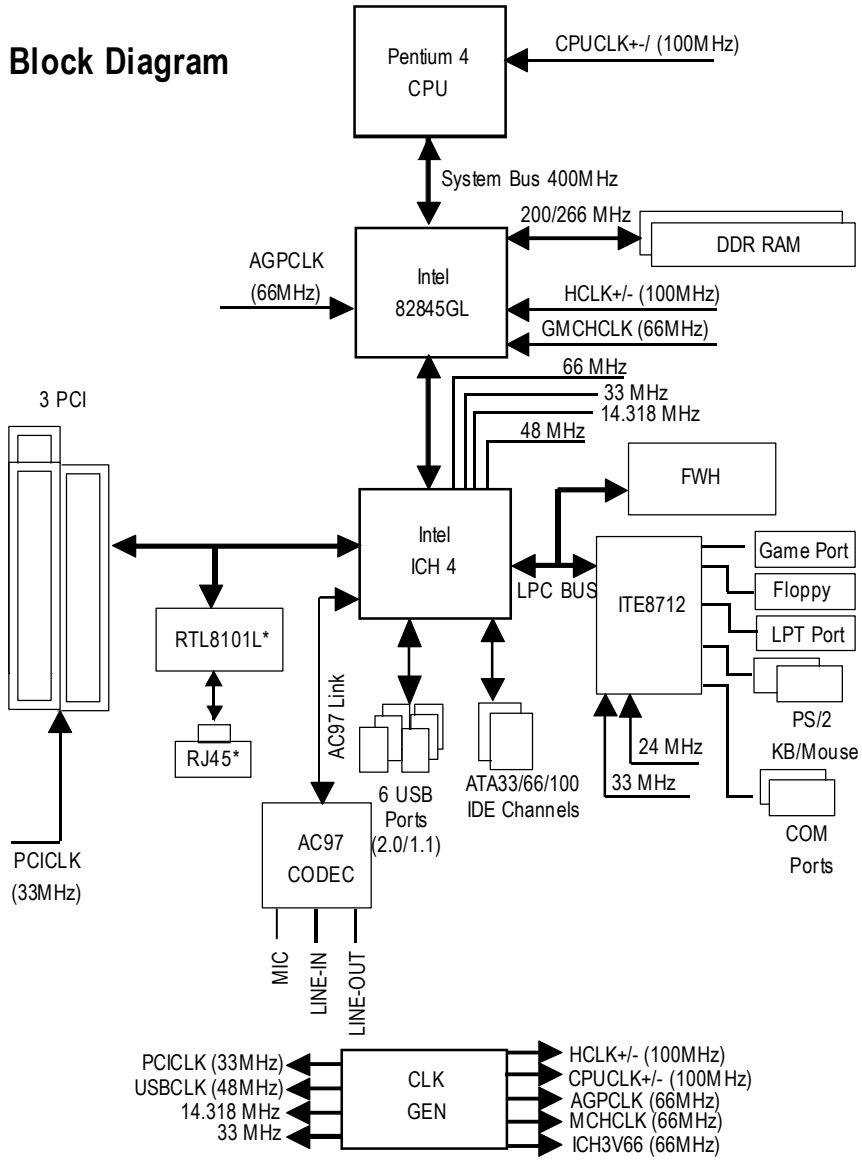 Block Diagram
Pentium 4
CPU
CPUCLK+-/ (100MHz)
System Bus 400MHz
200/266 MHz
DDR RAM
AGPCLK
(66MHz)
Intel
82845GL
HCLK+/- (100MHz)
GMCHCLK (66MHz)
66 MHz
33 MHz
14.318 MHz
48 MHz
3 PCI
FWH
Intel
ICH 4
LPC BUS
ITE8712
Game Port
Floppy
LPT Port
PS/2
KB/Mouse
RTL8101L*
RJ45*
AC97 Link
24 MHz
33 MHz
6 USB
Ports
(2.0/1.1)
ATA33/66/100
IDE Channels
COM
Ports
PCICLK
(33MHz)
AC97
CODEC
MIC
LINE-IN
LINE-OUT
PCICLK (33MHz)
USBCLK (48MHz)
14.318 MHz
33 MHz
CLK
GEN
HCLK+/- (100MHz)
CPUCLK+/- (100MHz)
AGPCLK (66MHz)
MCHCLK (66MHz)
ICH3V66 (66MHz)